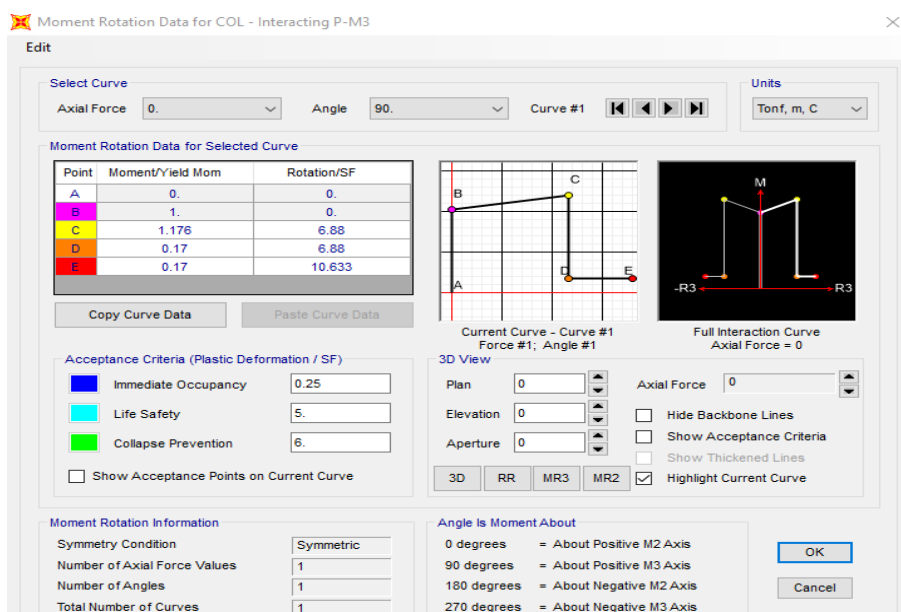 Moment Rotation Data for COL - Interacting P-M3
Edit
Select Curve
Axial Force 0. Angle 90. Curve #1
Units
Tonf, m, C
Moment Rotation Data for Selected Curve
Point Moment/Yield Mom Rotation/SF
A 0. 0.
B 1. 0.
C 1.176 6.88
D 0.17 6.88
E 0.17 10.633
Copy Curve Data Paste Curve Data
B C
D E
A
Current Curve - Curve #1
Force #1; Angle #1
M
-R3 R3
Full Interaction Curve
Axial Force = 0
Acceptance Criteria (Plastic Deformation / SF)
Immediate Occupancy 0.25
Life Safety 5.
Collapse Prevention 6.
Show Acceptance Points on Current Curve
3D View
Plan 0
Elevation 0
Aperture 0
3D RR MR3 MR2
Axial Force 0
Hide Backbone Lines
Show Acceptance Criteria
Show Thickened Lines
Highlight Current Curve
Moment Rotation Information
Symmetry Condition Symmetric
Number of Axial Force Values 1
Number of Angles 1
Total Number of Curves 1
Angle Is Moment About
0 degrees = About Positive M2 Axis
90 degrees = About Positive M3 Axis
180 degrees = About Negative M2 Axis
270 degrees = About Negative M3 Axis
OK
Cancel